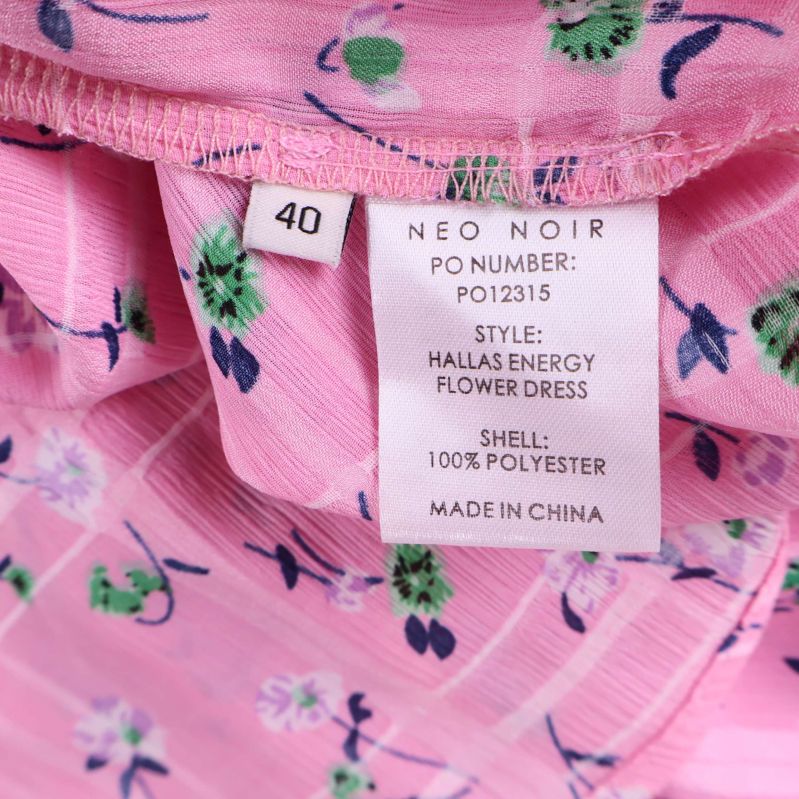 40
NEO NOIR
PO NUMBER:
PO12315
STYLE:
HALLAS ENERGY
FLOWER DRESS
SHELL:
100% POLYESTER
MADE IN CHINA